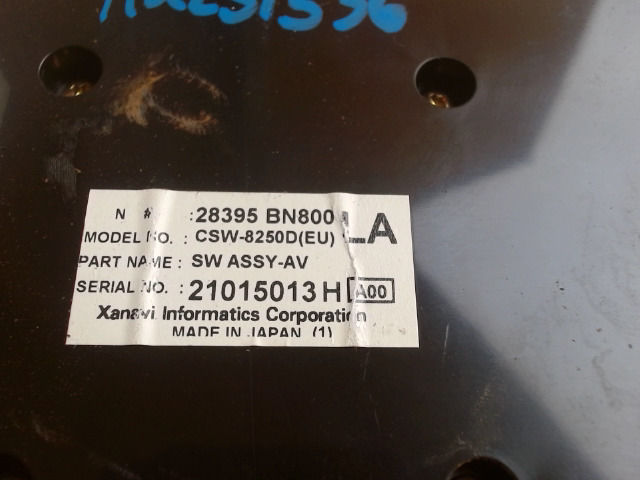 N #: 28395 BN800 LA
MODEL NO.: CSW-8250D(EU)
PART NAME: SW ASSY-AV
SERIAL NO.: 21015013 H A00
Xanavi Informatics Corporation
MADE IN JAPAN (1)